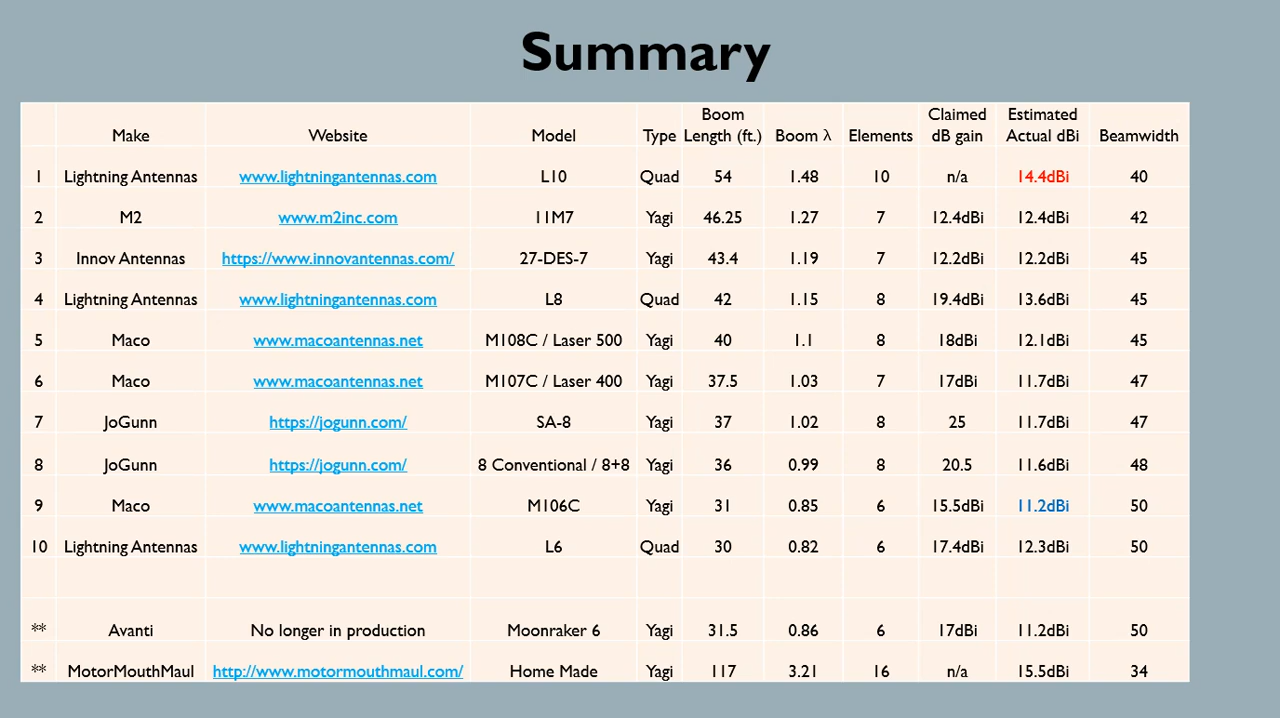 Summary
Make Website Model Type Boom Length (ft.) Boom λ Elements Claimed dB gain Estimated Actual dBi Beamwidth
1 Lightning Antennas www.lightningantennas.com L10 Quad 54 1.48 10 n/a 14.4dBi 40
2 M2 www.m2inc.com 11M7 Yagi 46.25 1.27 7 12.4dBi 12.4dBi 42
3 Innov Antennas https://www.innovantennas.com/ 27-DES-7 Yagi 43.4 1.19 7 12.2dBi 12.2dBi 45
4 Lightning Antennas www.lightningantennas.com L8 Quad 42 1.15 8 19.4dBi 13.6dBi 45
5 Maco www.macoantennas.net M108C / Laser 500 Yagi 40 1.1 8 18dBi 12.1dBi 45
6 Maco www.macoantennas.net M107C / Laser 400 Yagi 37.5 1.03 7 17dBi 11.7dBi 47
7 JoGunn https://jogunn.com/ SA-8 Yagi 37 1.02 8 25 11.7dBi 47
8 JoGunn https://jogunn.com/ 8 Conventional / 8+8 Yagi 36 0.99 8 20.5 11.6dBi 48
9 Maco www.macoantennas.net M106C Yagi 31 0.85 6 15.5dBi 11.2dBi 50
10 Lightning Antennas www.lightningantennas.com L6 Quad 30 0.82 6 17.4dBi 12.3dBi 50
** Avanti No longer in production Moonraker 6 Yagi 31.5 0.86 6 17dBi 11.2dBi 50
** MotorMouthMaul http://www.motormouthmaul.com/ Home Made Yagi 117 3.21 16 n/a 15.5dBi 34